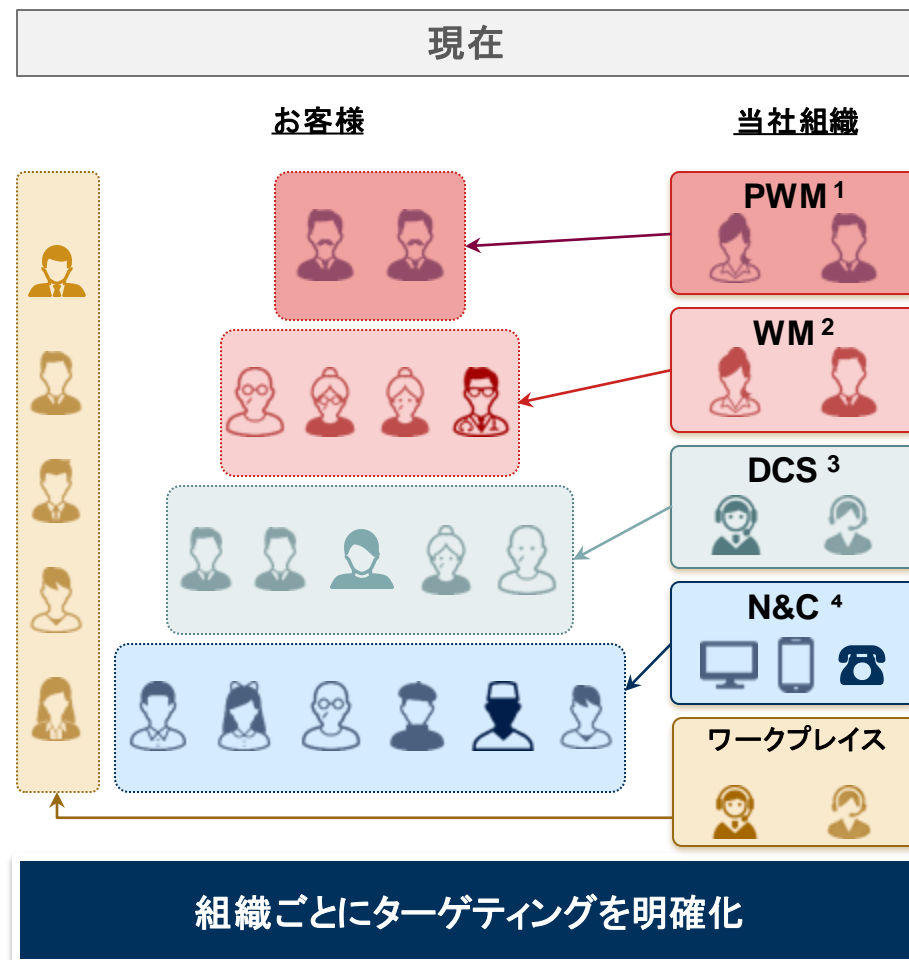 現在
お客様
当社組織
PWM ¹
WM ²
DCS ³
N&C ⁴
ワークプレイス
組織ごとにターゲティングを明確化